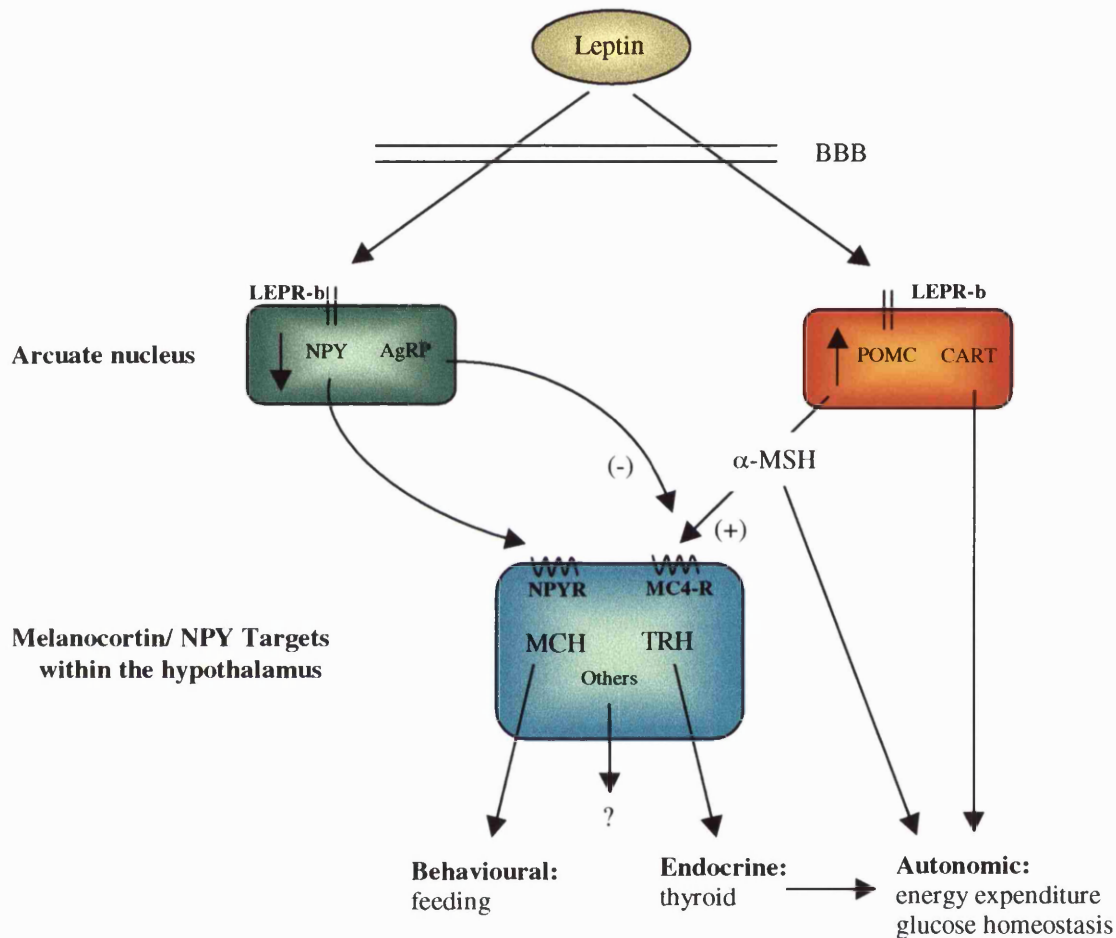 Leptin
BBB
LEPR-b
LEPR-b
Arcuate nucleus
NPY AgRP
POMC CART
α-MSH
(-)
(+)
NPYR MC4-R
Melanocortin/ NPY Targets
within the hypothalamus
MCH TRH
Others
?
Behavioural:
feeding
Endocrine:
thyroid
Autonomic:
energy expenditure
glucose homeostasis